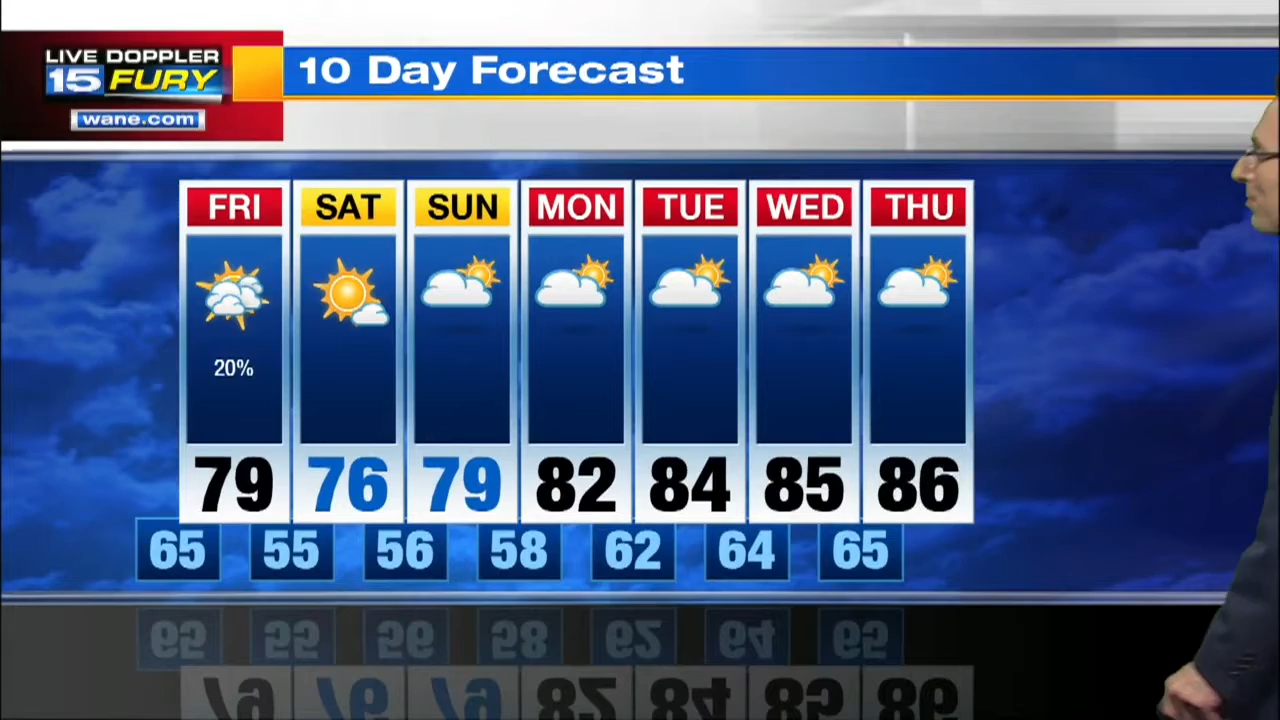 LIVE DOPPLER
15 FURY
wane.com
10 Day Forecast
FRI SAT SUN MON TUE WED THU
20%
79 76 79 82 84 85 86
65 55 56 58 62 64 65